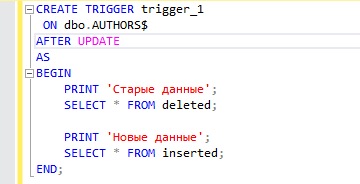 CREATE TRIGGER trigger_1
ON dbo.AUTHORS$
AFTER UPDATE
AS
BEGIN
PRINT 'Старые данные';
SELECT * FROM deleted;
PRINT 'Новые данные';
SELECT * FROM inserted;
END;